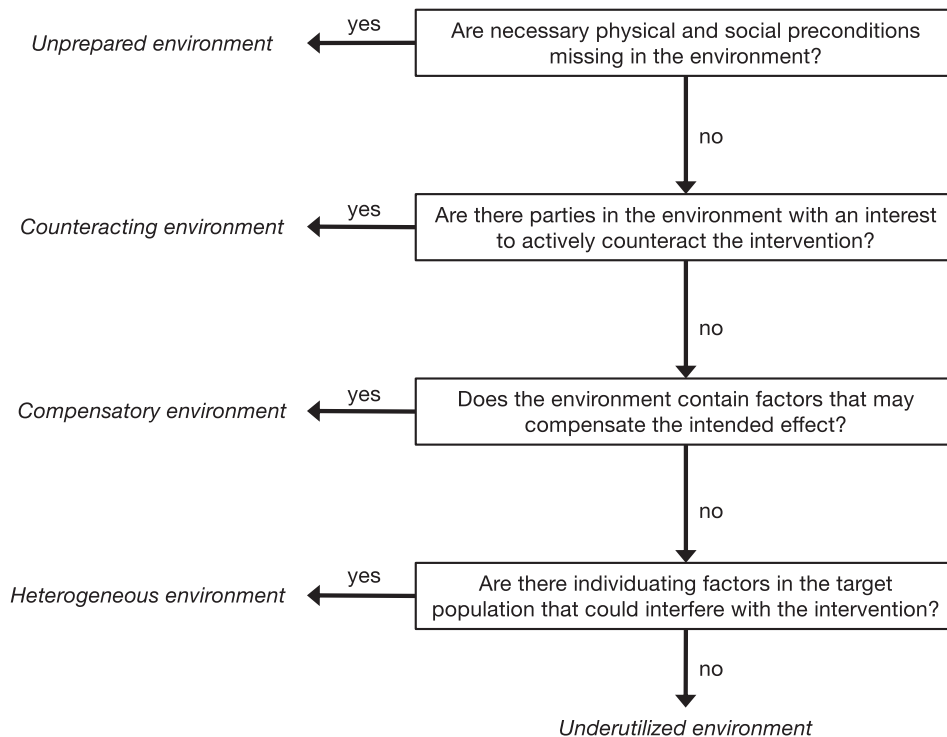 Unprepared environment
yes
Are necessary physical and social preconditions
missing in the environment?
no
Counteracting environment
yes
Are there parties in the environment with an interest
to actively counteract the intervention?
no
Compensatory environment
yes
Does the environment contain factors that may
compensate the intended effect?
no
Heterogeneous environment
yes
Are there individuating factors in the target
population that could interfere with the intervention?
no
Underutilized environment